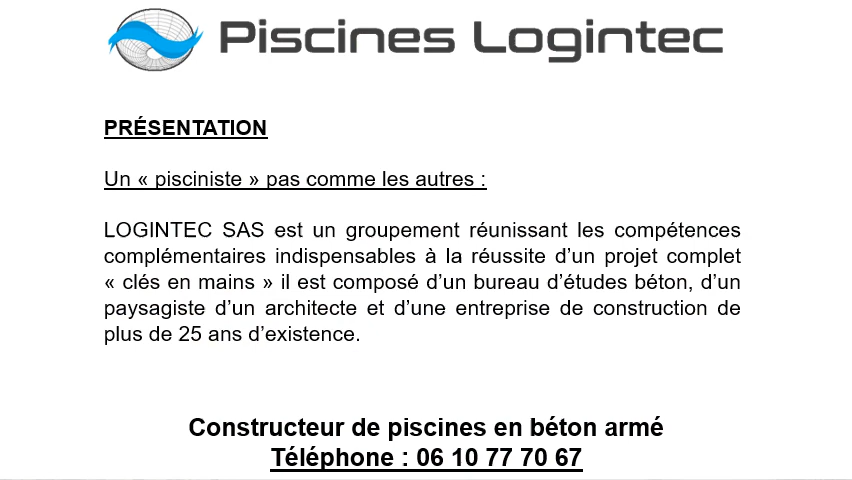 Piscines Logintec
PRÉSENTATION
Un « pisciniste » pas comme les autres :
LOGINTEC SAS est un groupement réunissant les compétences
complémentaires indispensables à la réussite d’un projet complet
« clés en mains » il est composé d’un bureau d’études béton, d’un
paysagiste d’un architecte et d’une entreprise de construction de
plus de 25 ans d’existence.
Constructeur de piscines en béton armé
Téléphone : 06 10 77 70 67